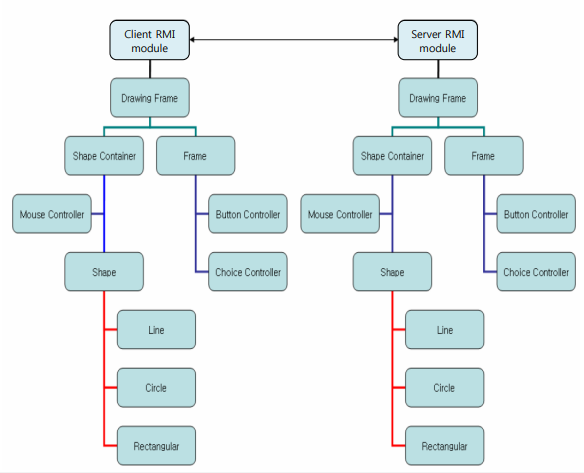 Client RMI
module
Server RMI
module
Drawing Frame
Drawing Frame
Shape Container
Frame
Shape Container
Frame
Mouse Controller
Button Controller
Mouse Controller
Button Controller
Shape
Choice Controller
Shape
Choice Controller
Line
Line
Circle
Circle
Rectangular
Rectangular